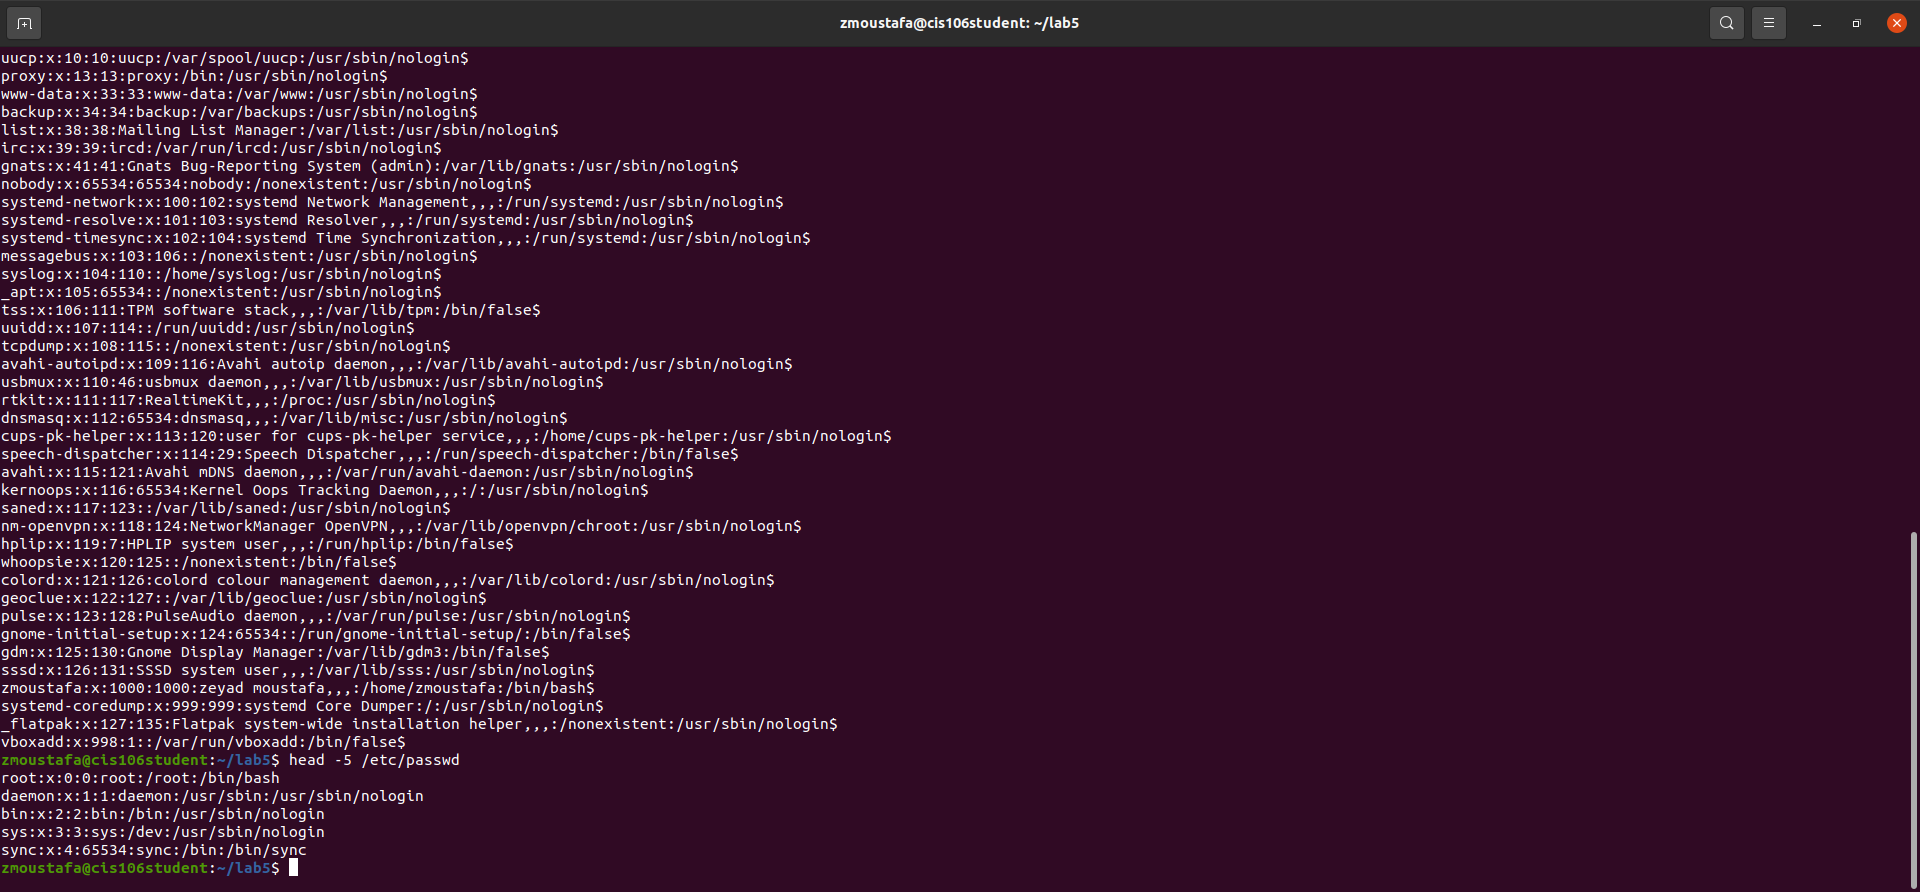 zmoustafa@cis106student: ~/lab5
uucp:x:10:10:uucp:/var/spool/uucp:/usr/sbin/nologin$
proxy:x:13:13:proxy:/bin:/usr/sbin/nologin$
www-data:x:33:33:www-data:/var/www:/usr/sbin/nologin$
backup:x:34:34:backup:/var/backups:/usr/sbin/nologin$
list:x:38:38:Mailing List Manager:/var/list:/usr/sbin/nologin$
irc:x:39:39:ircd:/var/run/ircd:/usr/sbin/nologin$
gnats:x:41:41:Gnats Bug-Reporting System (admin):/var/lib/gnats:/usr/sbin/nologin$
nobody:x:65534:65534:nobody:/nonexistent:/usr/sbin/nologin$
systemd-network:x:100:102:systemd Network Management,,,:/run/systemd:/usr/sbin/nologin$
systemd-resolve:x:101:103:systemd Resolver,,,:/run/systemd:/usr/sbin/nologin$
systemd-timesync:x:102:104:systemd Time Synchronization,,,:/run/systemd:/usr/sbin/nologin$
messagebus:x:103:106::/nonexistent:/usr/sbin/nologin$
syslog:x:104:110::/home/syslog:/usr/sbin/nologin$
_apt:x:105:65534::/nonexistent:/usr/sbin/nologin$
tss:x:106:111:TPM software stack,,,:/var/lib/tpm:/bin/false$
uuidd:x:107:114::/run/uuidd:/usr/sbin/nologin$
tcpdump:x:108:115::/nonexistent:/usr/sbin/nologin$
avahi-autoipd:x:109:116:Avahi autoip daemon,,,:/var/lib/avahi-autoipd:/usr/sbin/nologin$
usbmux:x:110:46:usbmux daemon,,,:/var/lib/usbmux:/usr/sbin/nologin$
rtkit:x:111:117:RealtimeKit,,,:/proc:/usr/sbin/nologin$
dnsmasq:x:112:65534:dnsmasq,,,:/var/lib/misc:/usr/sbin/nologin$
cups-pk-helper:x:113:120:user for cups-pk-helper service,,,:/home/cups-pk-helper:/usr/sbin/nologin$
speech-dispatcher:x:114:29:Speech Dispatcher,,,:/run/speech-dispatcher:/bin/false$
avahi:x:115:121:Avahi mDNS daemon,,,:/var/run/avahi-daemon:/usr/sbin/nologin$
kernoops:x:116:65534:Kernel Oops Tracking Daemon,,,:/:/usr/sbin/nologin$
saned:x:117:123::/var/lib/saned:/usr/sbin/nologin$
nm-openvpn:x:118:124:NetworkManager OpenVPN,,,:/var/lib/openvpn/chroot:/usr/sbin/nologin$
hplip:x:119:7:HPLIP system user,,,:/run/hplip:/bin/false$
whoopsie:x:120:125::/nonexistent:/bin/false$
colord:x:121:126:colord colour management daemon,,,:/var/lib/colord:/usr/sbin/nologin$
geoclue:x:122:127::/var/lib/geoclue:/usr/sbin/nologin$
pulse:x:123:128:PulseAudio daemon,,,:/var/run/pulse:/usr/sbin/nologin$
gnome-initial-setup:x:124:65534::/run/gnome-initial-setup/:/bin/false$
gdm:x:125:130:Gnome Display Manager:/var/lib/gdm3:/bin/false$
sssd:x:126:131:SSSD system user,,,:/var/lib/sss:/usr/sbin/nologin$
zmoustafa:x:1000:1000:zeyad moustafa,,,:/home/zmoustafa:/bin/bash$
systemd-coredump:x:999:999:systemd Core Dumper:/:/usr/sbin/nologin$
_flatpak:x:127:135:Flatpak system-wide installation helper,,,:/nonexistent:/usr/sbin/nologin$
vboxadd:x:998:1::/var/run/vboxadd:/bin/false$
zmoustafa@cis106student:~/lab5$ head -5 /etc/passwd
root:x:0:0:root:/root:/bin/bash
daemon:x:1:1:daemon:/usr/sbin:/usr/sbin/nologin
bin:x:2:2:bin:/bin:/usr/sbin/nologin
sys:x:3:3:sys:/dev:/usr/sbin/nologin
sync:x:4:65534:sync:/bin:/bin/sync
zmoustafa@cis106student:~/lab5$